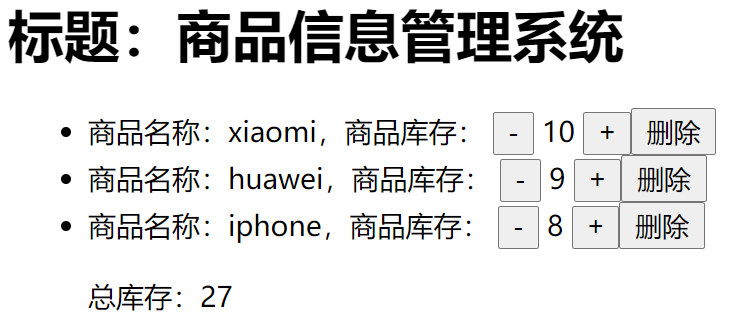 标题：商品信息管理系统
• 商品名称：xiaomi，商品库存： - 10 + 删除
• 商品名称：huawei，商品库存： - 9 + 删除
• 商品名称：iphone，商品库存： - 8 + 删除
总库存：27